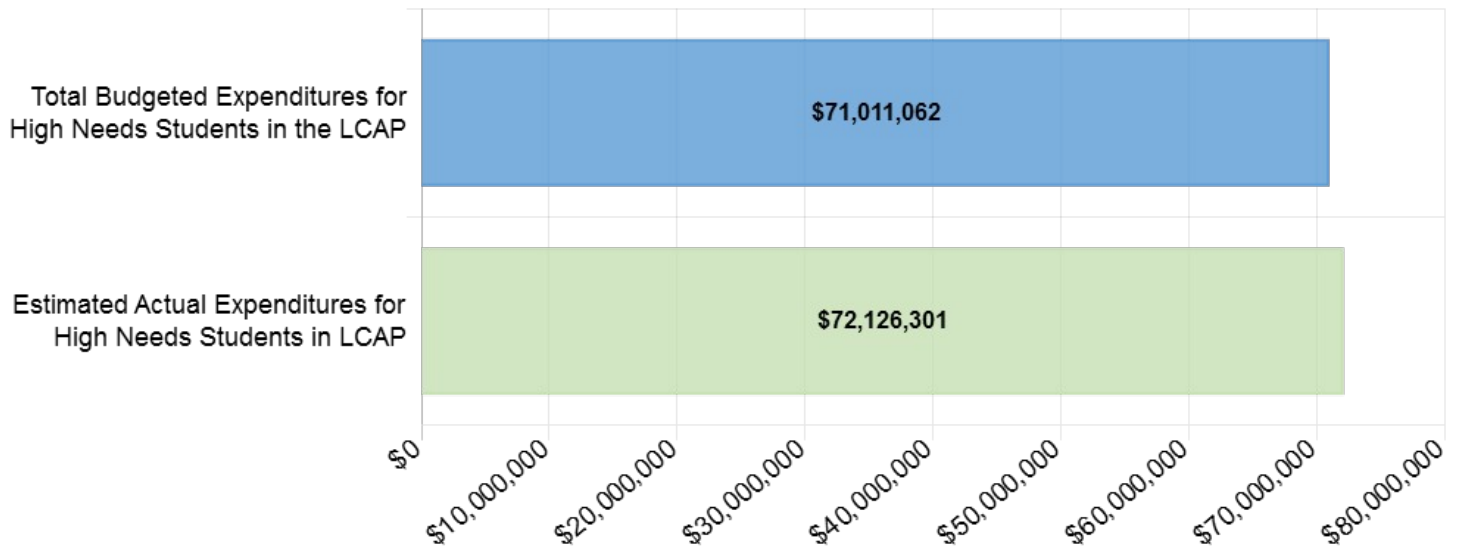 Total Budgeted Expenditures for
High Needs Students in the LCAP
$71,011,062
Estimated Actual Expenditures for
High Needs Students in LCAP
$72,126,301
$0
$10,000,000
$20,000,000
$30,000,000
$40,000,000
$50,000,000
$60,000,000
$70,000,000
$80,000,000